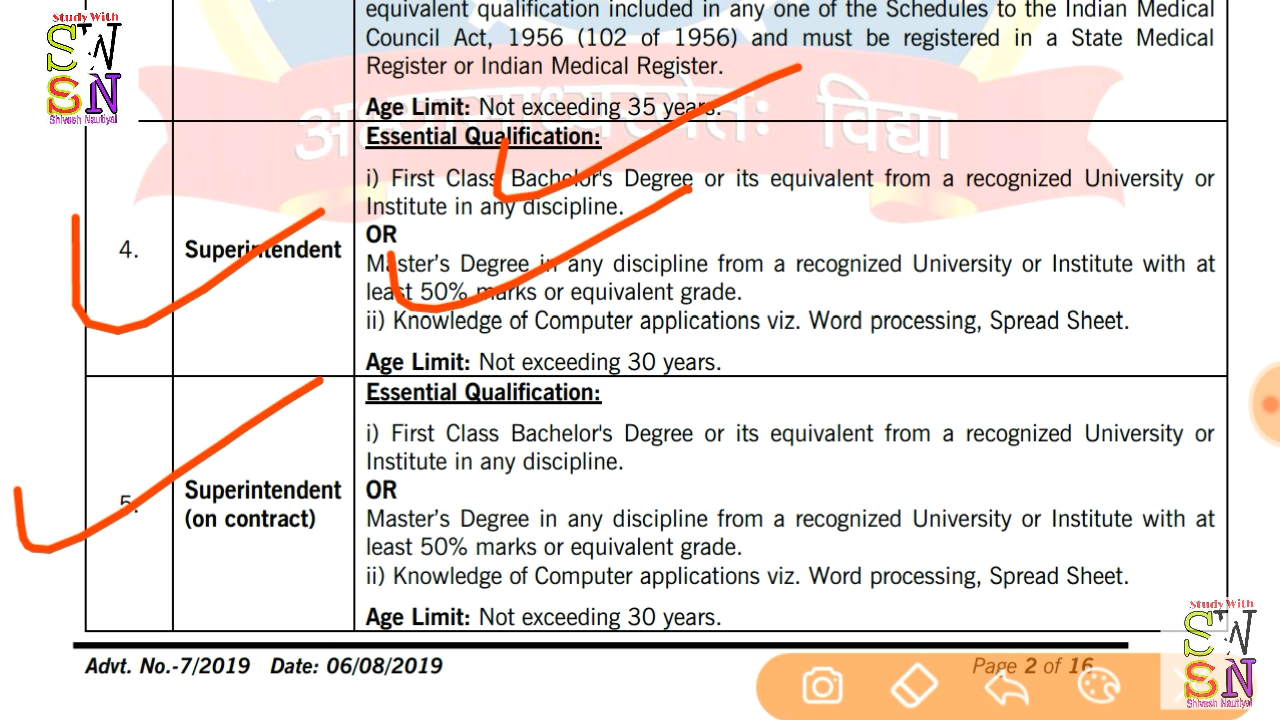 Study With
SW
SN
Shivash Nautiyal
equivalent qualification included in any one of the Schedules to the Indian Medical
Council Act, 1956 (102 of 1956) and must be registered in a State Medical
Register or Indian Medical Register.
Age Limit: Not exceeding 35 years.
विद्या
4.
Superintendent
Essential Qualification:
i) First Class Bachelor's Degree or its equivalent from a recognized University or
Institute in any discipline.
OR
Master's Degree in any discipline from a recognized University or Institute with at
least 50% marks or equivalent grade.
ii) Knowledge of Computer applications viz. Word processing, Spread Sheet.
Age Limit: Not exceeding 30 years.
5.
Superintendent
(on contract)
Essential Qualification:
i) First Class Bachelor's Degree or its equivalent from a recognized University or
Institute in any discipline.
OR
Master's Degree in any discipline from a recognized University or Institute with at
least 50% marks or equivalent grade.
ii) Knowledge of Computer applications viz. Word processing, Spread Sheet.
Age Limit: Not exceeding 30 years.
Advt. No.-7/2019 Date: 06/08/2019
Page 2 of 16
Study With
SW
SN
Shivash Nautiyal